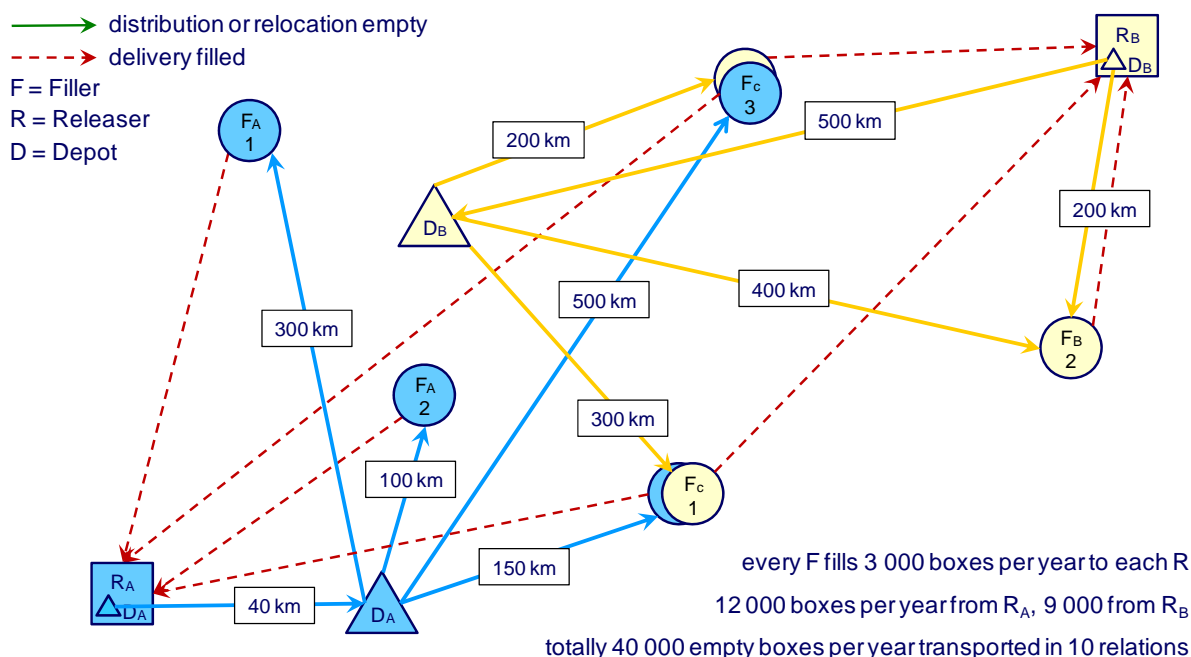 distribution or relocation empty
delivery filled
F = Filler
R = Releaser
D = Depot
FA
1
Fc
3
RB
DB
200 km
500 km
DB
200 km
400 km
500 km
300 km
FB
2
FA
2
300 km
100 km
Fc
1
150 km
RA
DA
40 km
DA
every F fills 3 000 boxes per year to each R
12 000 boxes per year from RA, 9 000 from RB
totally 40 000 empty boxes per year transported in 10 relations